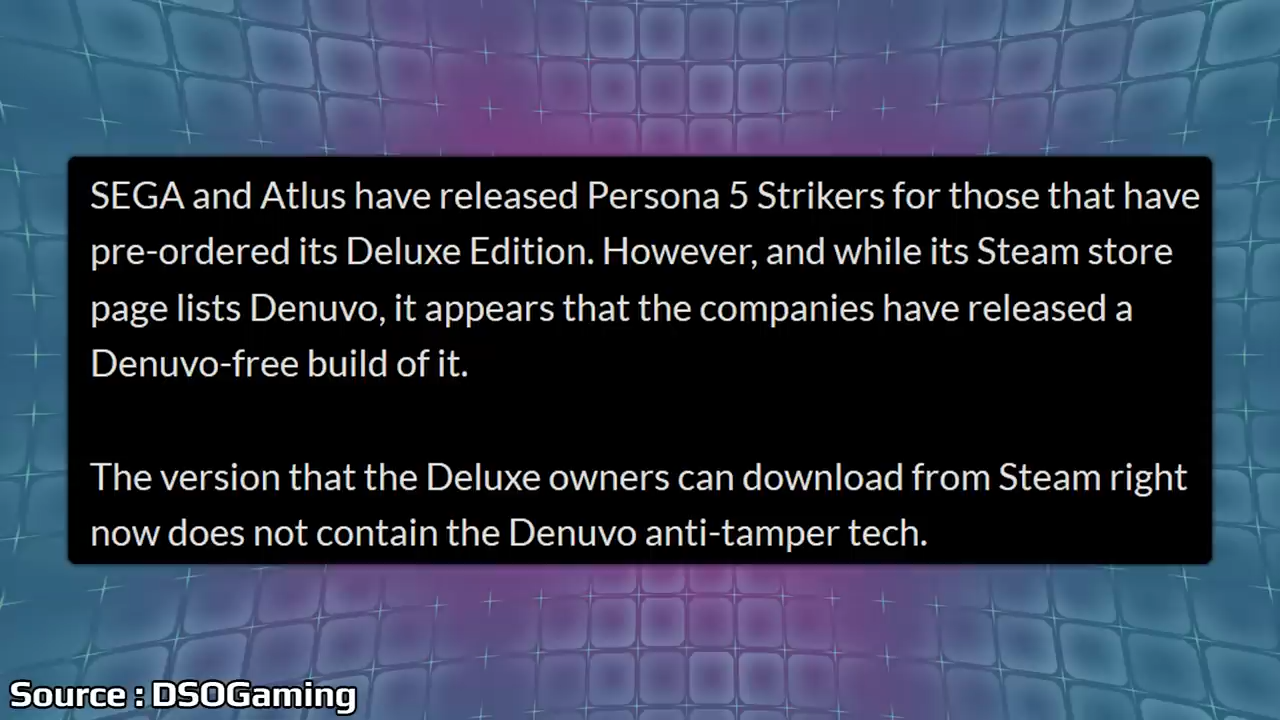 SEGA and Atlus have released Persona 5 Strikers for those that have
pre-ordered its Deluxe Edition. However, and while its Steam store
page lists Denuvo, it appears that the companies have released a
Denuvo-free build of it.
The version that the Deluxe owners can download from Steam right
now does not contain the Denuvo anti-tamper tech.
Source : DSOGaming